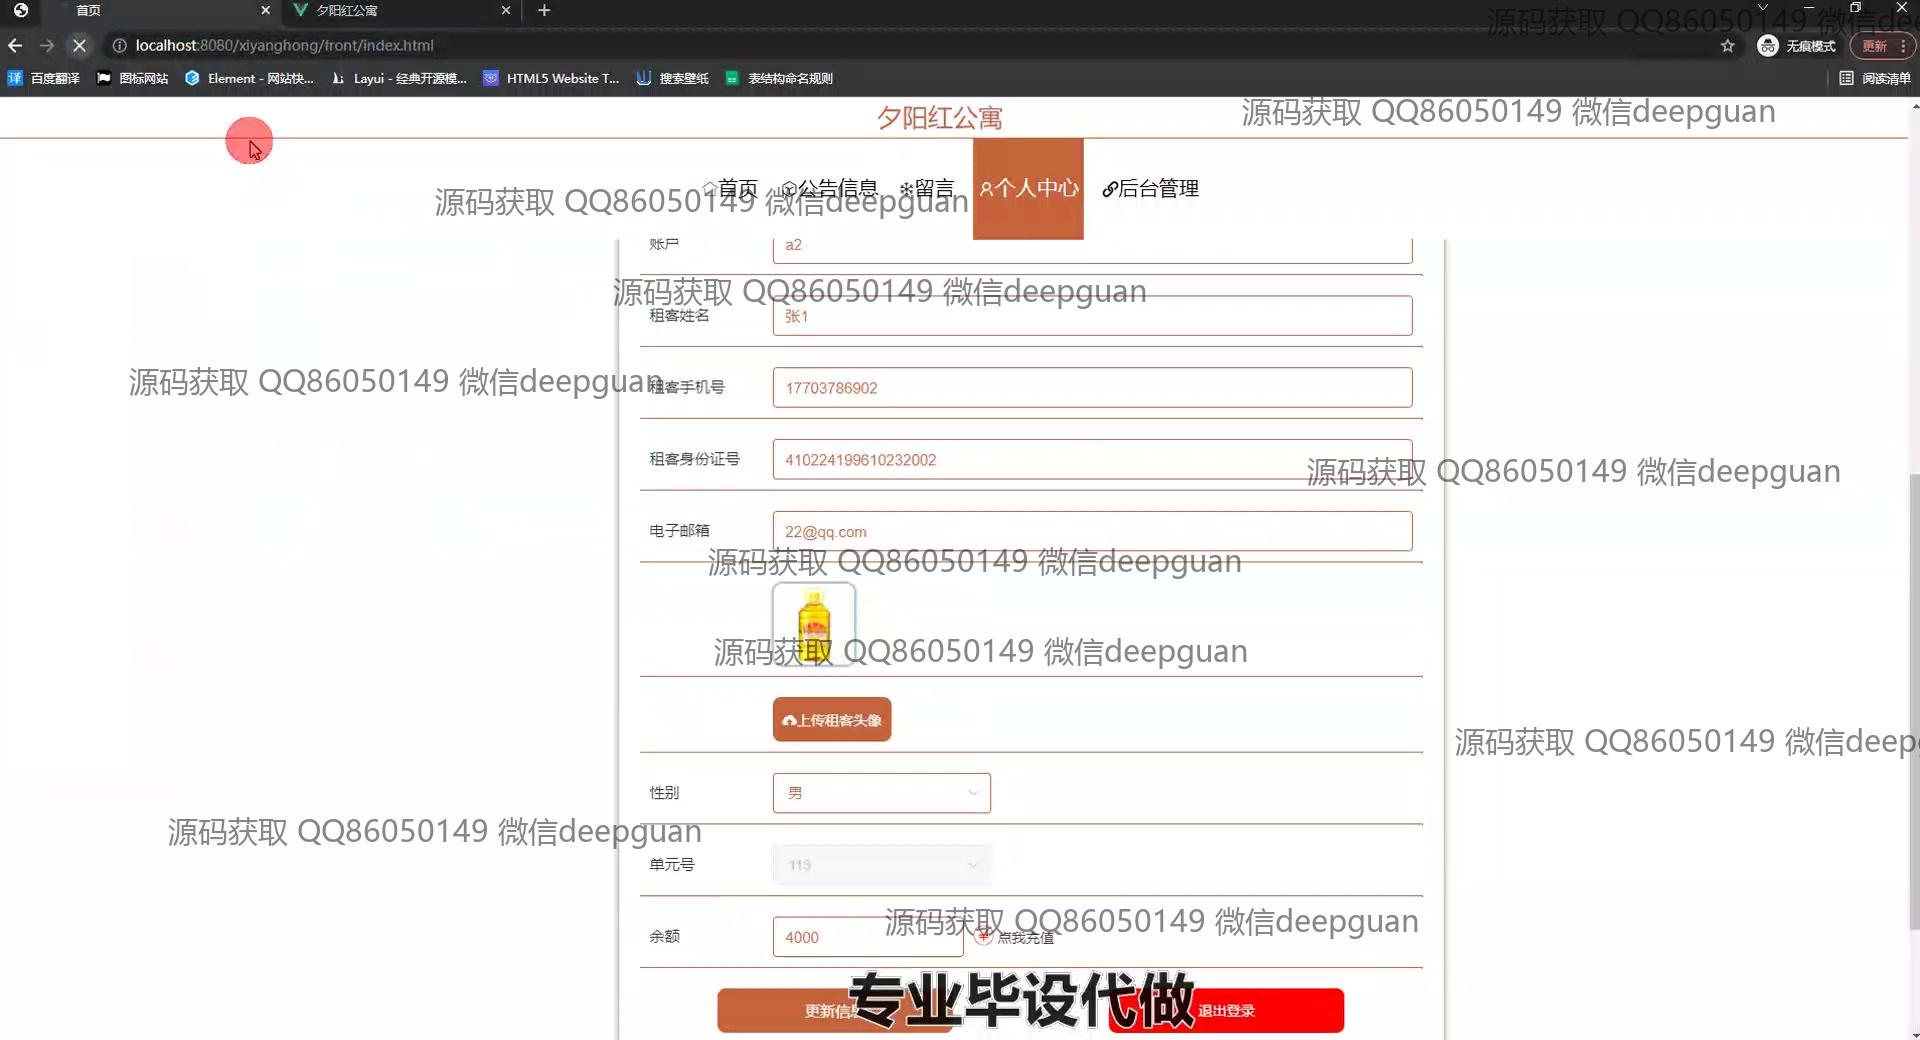 首页
夕阳红公寓
localhost:8080/xiyanghong/front/index.html
无痕模式
更新
百度翻译
图标网站
Element - 网站快...
Layui - 经典开源模...
HTML5 Website T...
搜索壁纸
表结构命名规则
阅读清单
源码获取 QQ86050149 微信dee
夕阳红公寓
源码获取 QQ86050149 微信deepguan
首页
公告信息
留言
个人中心
后台管理
源码获取 QQ86050149 微信deepguan
账户
a2
源码获取 QQ86050149 微信deepguan
租客姓名
张1
源码获取 QQ86050149 微信deepguan
租客手机号
17703786902
租客身份证号
410224199610232002
源码获取 QQ86050149 微信deepguan
电子邮箱
22@qq.com
源码获取 QQ86050149 微信deepguan
源码获取 QQ86050149 微信deepguan
上传租客头像
源码获取 QQ86050149 微信deep
性别
男
源码获取 QQ86050149 微信deepguan
单元号
113
源码获取 QQ86050149 微信deepguan
余额
4000
点我充值
更新信息
专业毕设代做
退出登录